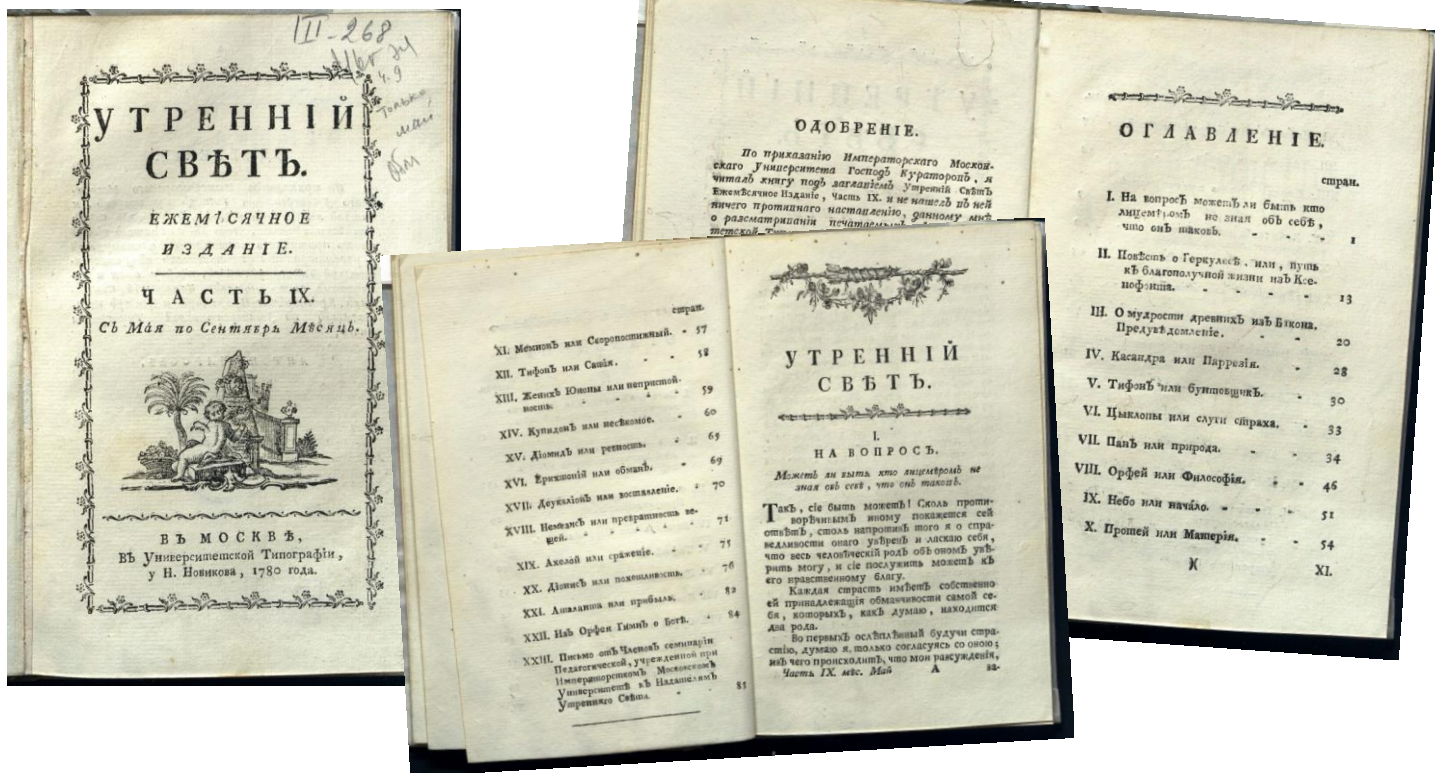 III-268
ч. 9
только
май
УТРЕННІЙ
СВѢТЪ.
ЕЖЕМѢСЯЧНОЕ
ИЗДАНІЕ.
ЧАСТЬ IX.
Съ Мая по Сентябрь Мѣсяцъ.
ВЪ МОСКВѢ,
Въ Университетской Типографіи,
у Н. Новикова, 1780 года.
ОДОБРЕНІЕ.
По приказанію Императорскаго Москов-
скаго Университета Господъ Кураторовъ, я
читалъ книгу подъ заглавіемъ Утренній Свѣтъ
Ежемѣсячное Изданіе, Часть IX. и не нашелъ въ ней
ничего противнаго наставленію, данному мнѣ
о разсматриваніи печатаемыхъ
ОГЛАВЛЕНІЕ.
стран.
I. На вопросъ можетъ ли быть кто
лицемѣромъ не зная объ себѣ,
что онъ таковъ. - - - 1
II. Повѣсть о Геркулесѣ, или, путь
къ благополучной жизни изъ Ксе-
нофонта. - - - - 13
III. О мудрости древнихъ изъ Бакона.
Предувѣдомленіе. - - 20
IV. Касандра или Паррезія. - 28
V. Тифонъ или бунтовщикъ. - 30
VI. Цыклопы или слуги страха. - 33
VII. Панъ или природа. - - 34
VIII. Орфей или Философія. - - 46
IX. Небо или начало. - - - 51
X. Протей или Матерія. - - 54
XI.
стран.
XI. Мемнонъ или Скоропостижный. - 57
XII. Тифонъ или Сатія. - - 58
XIII. Женихъ Юноны или непристой-
ность. - - - - 59
XIV. Купидонъ или несѣкомое. - 60
XV. Діомидъ или ревность. - 65
XVI. Ерихтоній или обманъ. - 69
XVII. Деукаліонъ или возставленіе. - 70
XVIII. Немезисъ или превратность ве-
щей. - - - - 71
XIX. Ахелой или сраженіе. - 75
XX. Діонисъ или похотливость. - 76
XXI. Аталанта или прибыль. - 82
XXII. Изъ Орфея Гимнъ о Богѣ. - 84
XXIII. Письмо отъ Членовъ семинаріи
Педагогической, учрежденной при
Императорскомъ Московскомъ
Университетѣ къ Издателямъ
Утренняго Свѣта. - 85
УТРЕННІЙ
СВѢТЪ.
I.
НА ВОПРОСЪ.
Можетъ ли быть кто лицемѣромъ не
зная объ себѣ, что онъ таковъ.
Такъ, сіе быть можетъ! Сколь проти-
ворѣчивымъ иному покажется сей
отвѣтъ, столь напротивъ того я о спра-
ведливости онаго увѣренъ и ласкаю себя,
что весь человѣческій родъ объ ономъ увѣ-
рить могу, и сіе послужить можетъ къ
его нравственному благу.
Каждая страсть имѣетъ собственно
ей принадлежащія обманчивости самой се-
бя, которыхъ, какъ думаю, находится
два рода.
Во первыхъ ослѣпленный будучи стра-
стію, думаю я, только согласуясь со оною;
изъ чего происходитъ, что мои разсужденія,
Часть IX. мѣс. Май А за-